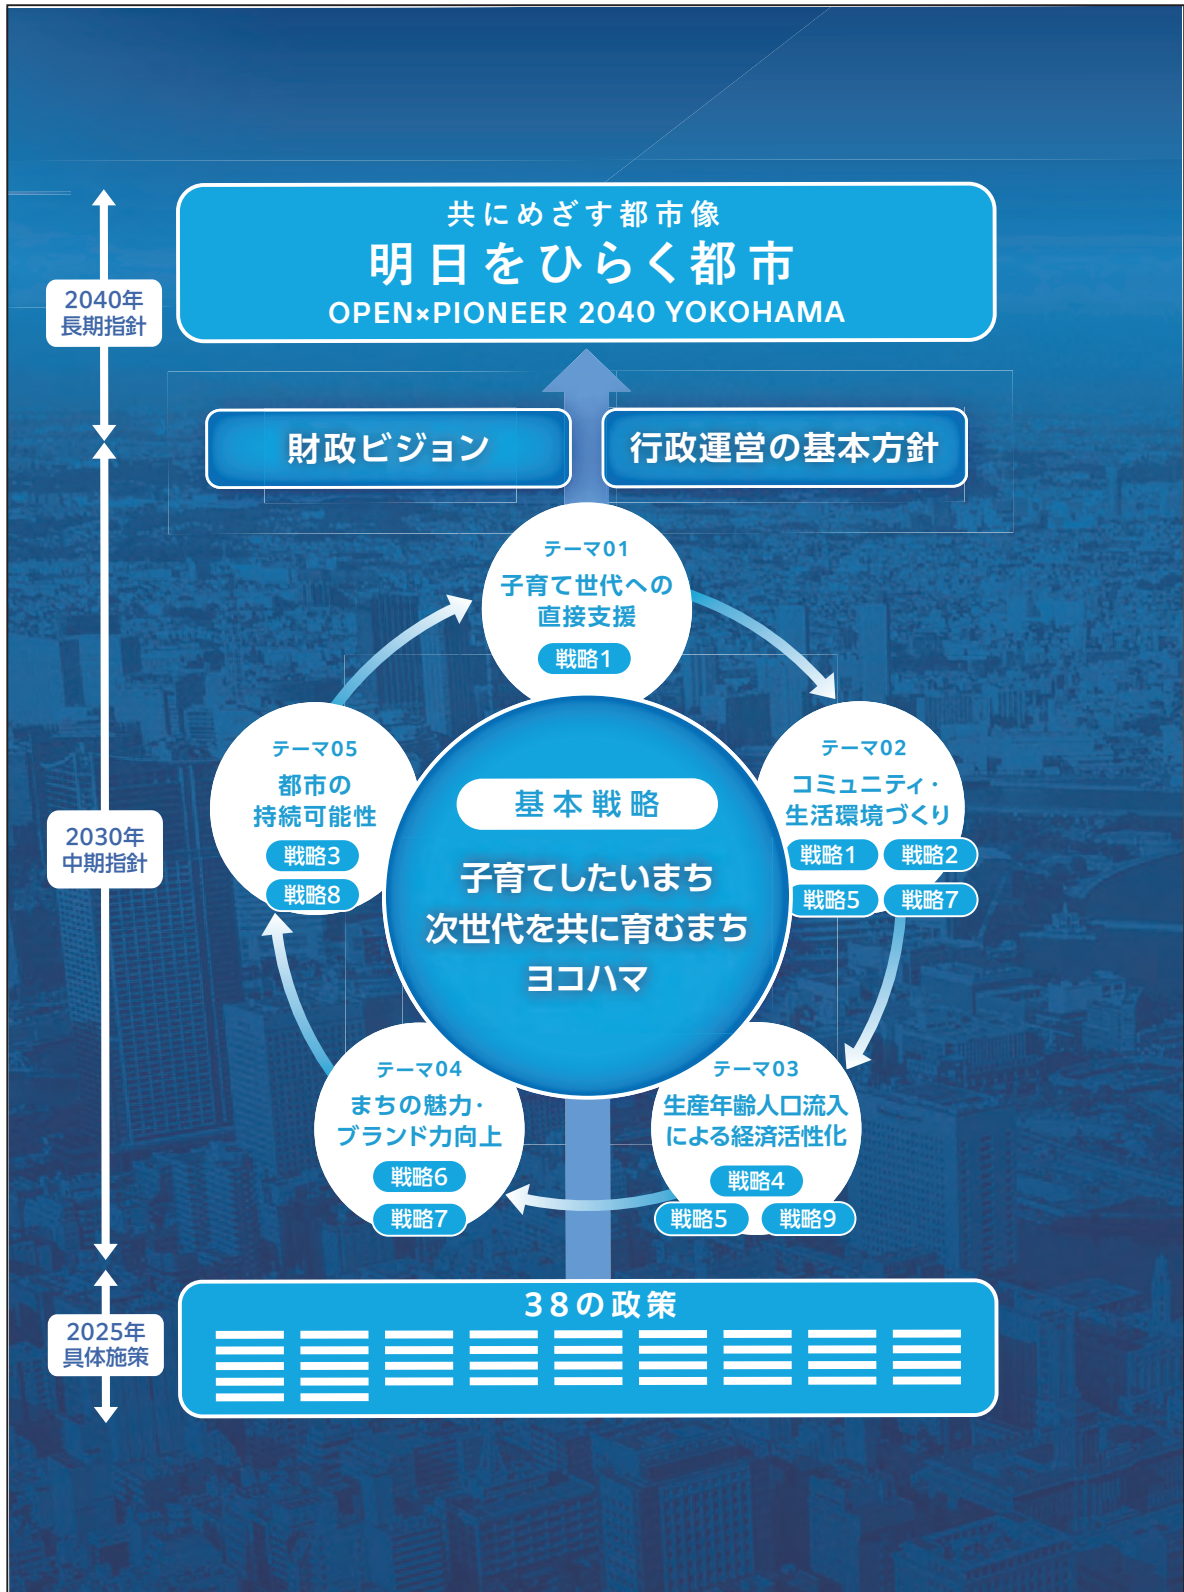 共にめざす都市像
明日をひらく都市
OPEN×PIONEER 2040 YOKOHAMA
2040年
長期指針
財政ビジョン
行政運営の基本方針
テーマ01
子育て世代への
直接支援
戦略1
テーマ02
コミュニティ・
生活環境づくり
戦略1
戦略2
戦略5
戦略7
テーマ03
生産年齢人口流入
による経済活性化
戦略4
戦略5
戦略9
テーマ04
まちの魅力・
ブランド力向上
戦略6
戦略7
テーマ05
都市の
持続可能性
戦略3
戦略8
基本戦略
子育てしたいまち
次世代を共に育むまち
ヨコハマ
2030年
中期指針
2025年
具体施策
38の政策